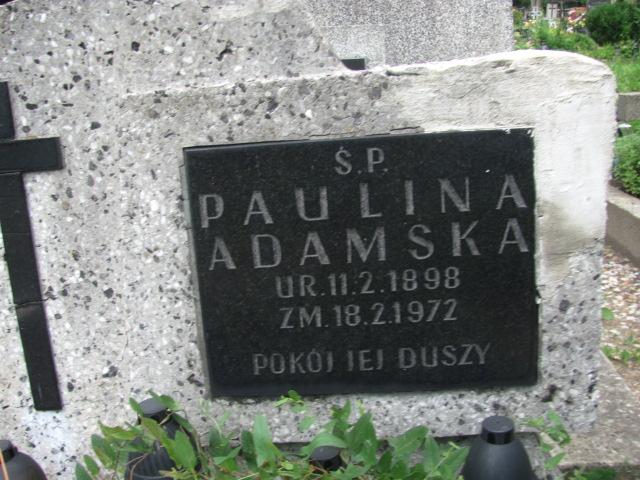 Ś.P.
PAULINA
ADAMSKA
UR.11.2.1898
ZM.18.2.1972
POKÓJ JEJ DUSZY